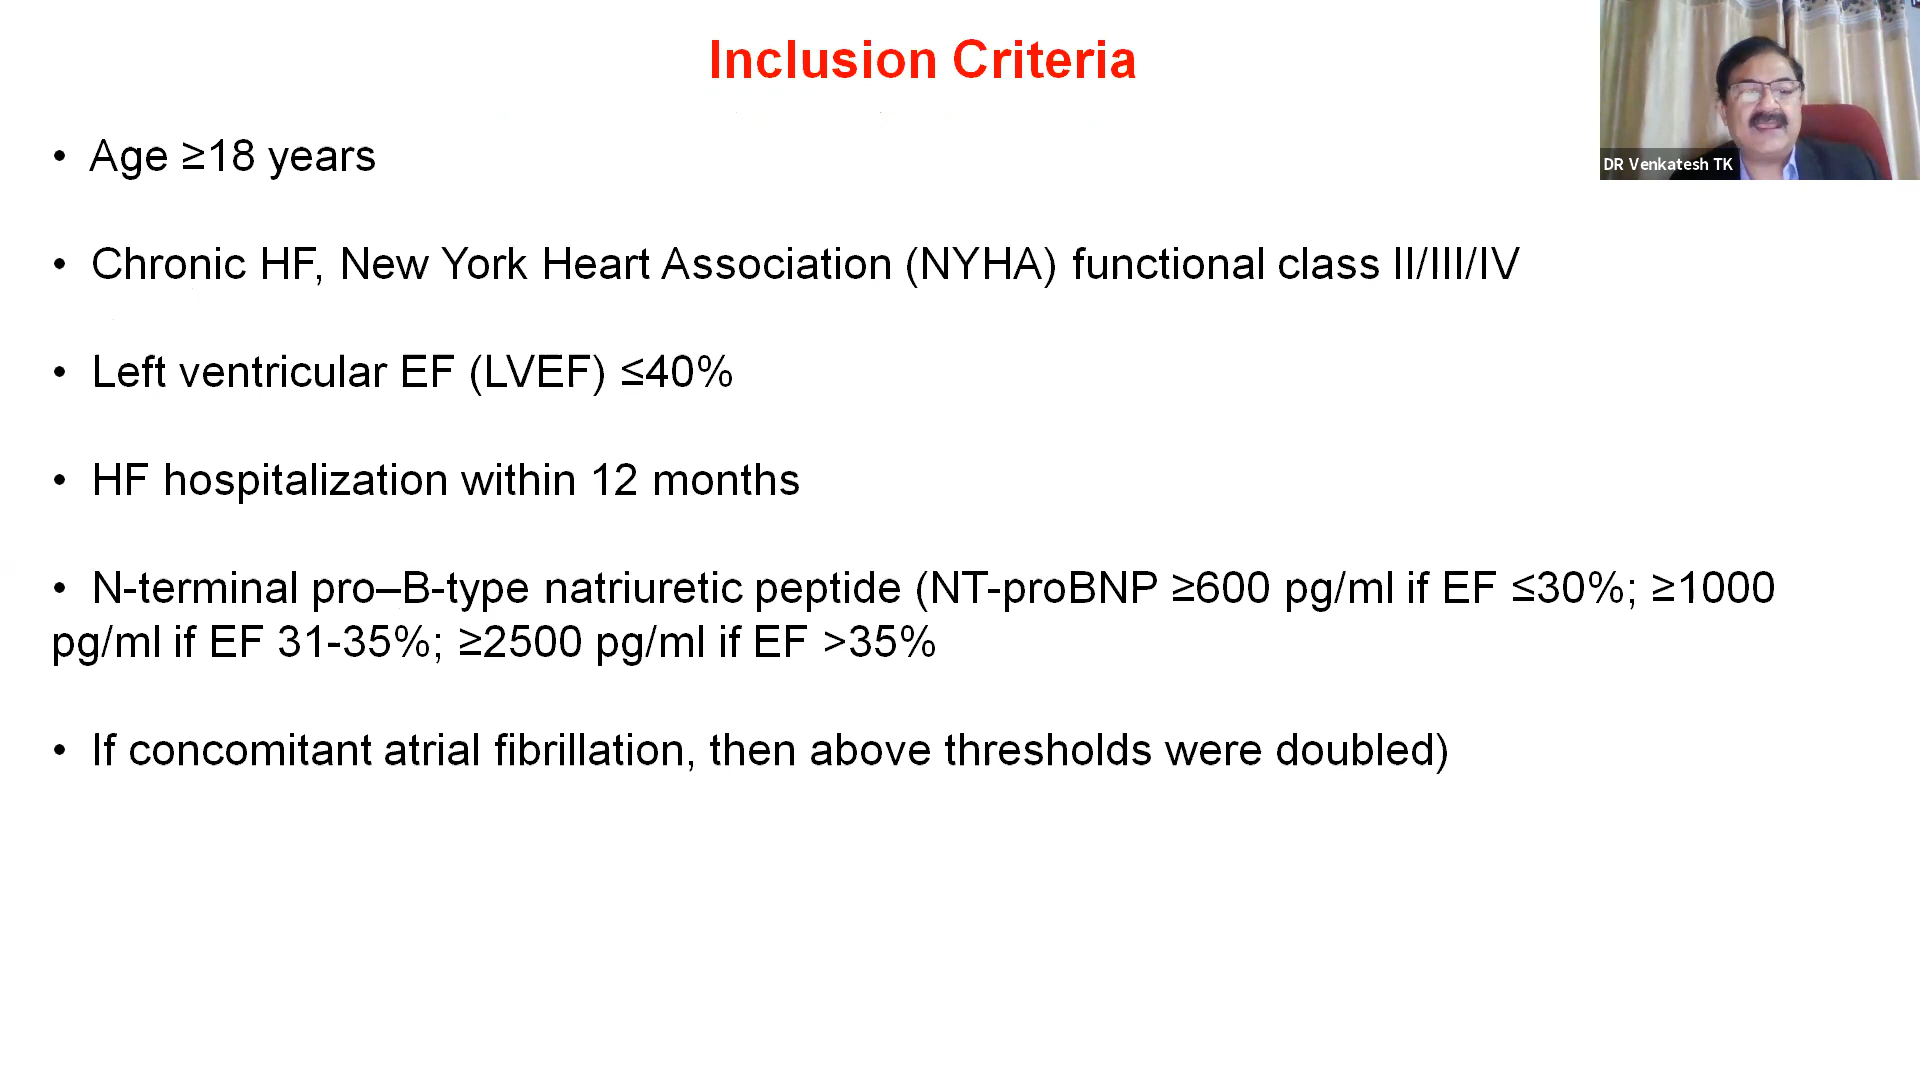 Inclusion Criteria
DR Venkatesh TK
• Age ≥18 years
• Chronic HF, New York Heart Association (NYHA) functional class II/III/IV
• Left ventricular EF (LVEF) ≤40%
• HF hospitalization within 12 months
• N-terminal pro–B-type natriuretic peptide (NT-proBNP ≥600 pg/ml if EF ≤30%; ≥1000
pg/ml if EF 31-35%; ≥2500 pg/ml if EF >35%
• If concomitant atrial fibrillation, then above thresholds were doubled)